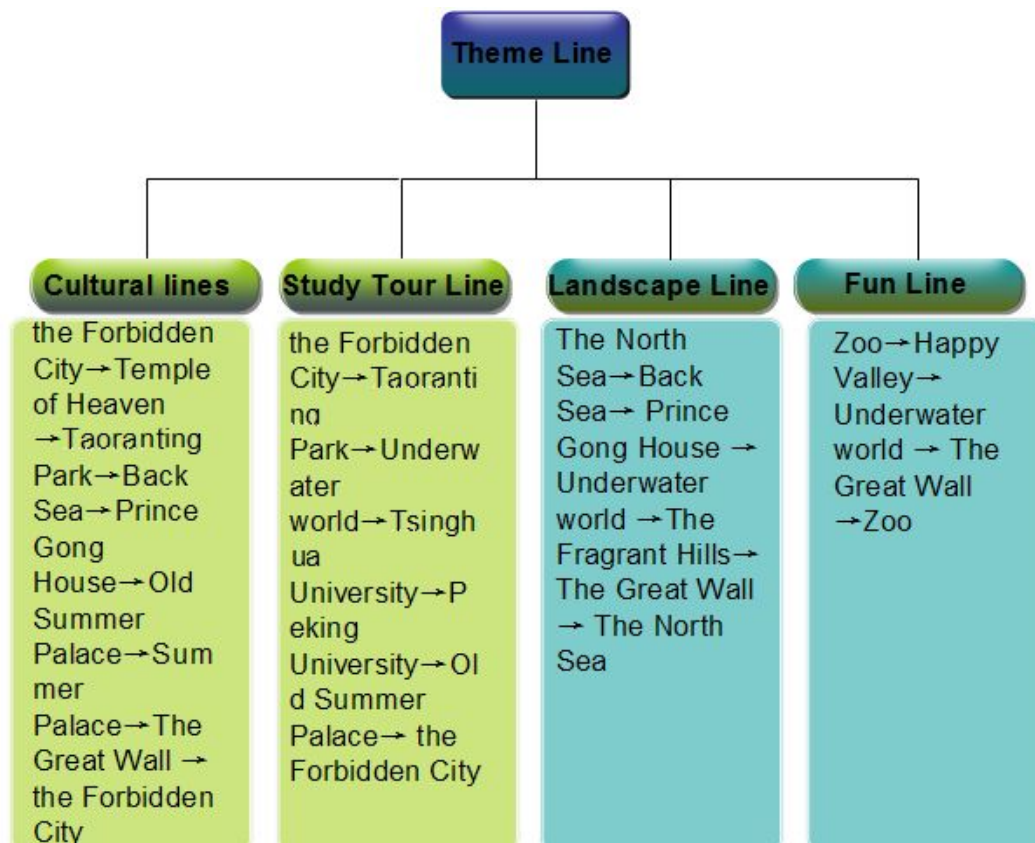 Theme Line
Cultural lines
the Forbidden
City→Temple
of Heaven
→Taoranting
Park→Back
Sea→Prince
Gong
House→Old
Summer
Palace→Sum
mer
Palace→The
Great Wall →
the Forbidden
City
Study Tour Line
the Forbidden
City→Taoranti
ng
Park→Underw
ater
world→Tsingh
ua
University→P
eking
University→Ol
d Summer
Palace→ the
Forbidden City
Landscape Line
The North
Sea→Back
Sea→ Prince
Gong House →
Underwater
world →The
Fragrant Hills→
The Great Wall
→ The North
Sea
Fun Line
Zoo→Happy
Valley→
Underwater
world → The
Great Wall
→Zoo